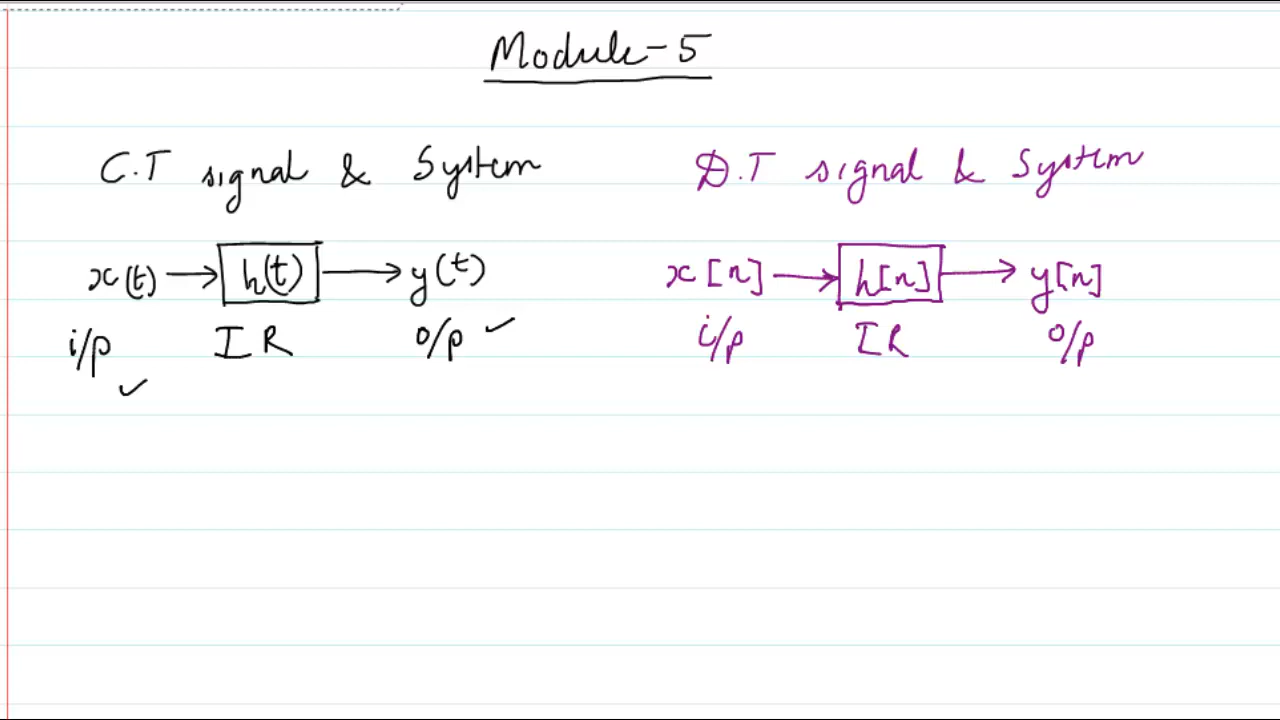 Module-5
C.T signal & System
x(t) → h(t) → y(t)
i/p IR o/p ✓
✓
D.T signal & System
x[n] → h[n] → y[n]
i/p IR o/p